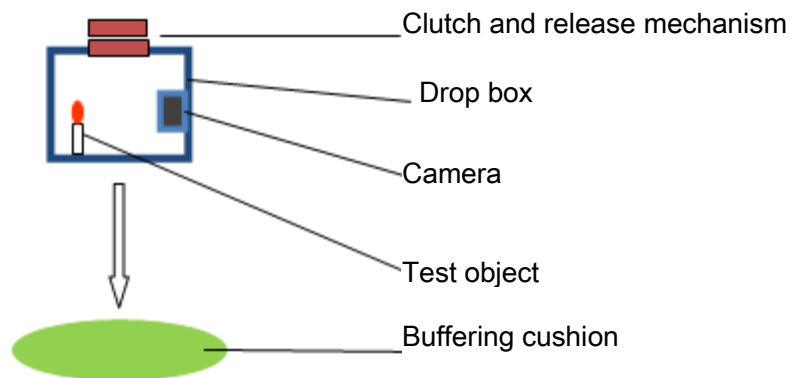 Clutch and release mechanism
Drop box
Camera
Test object
Buffering cushion